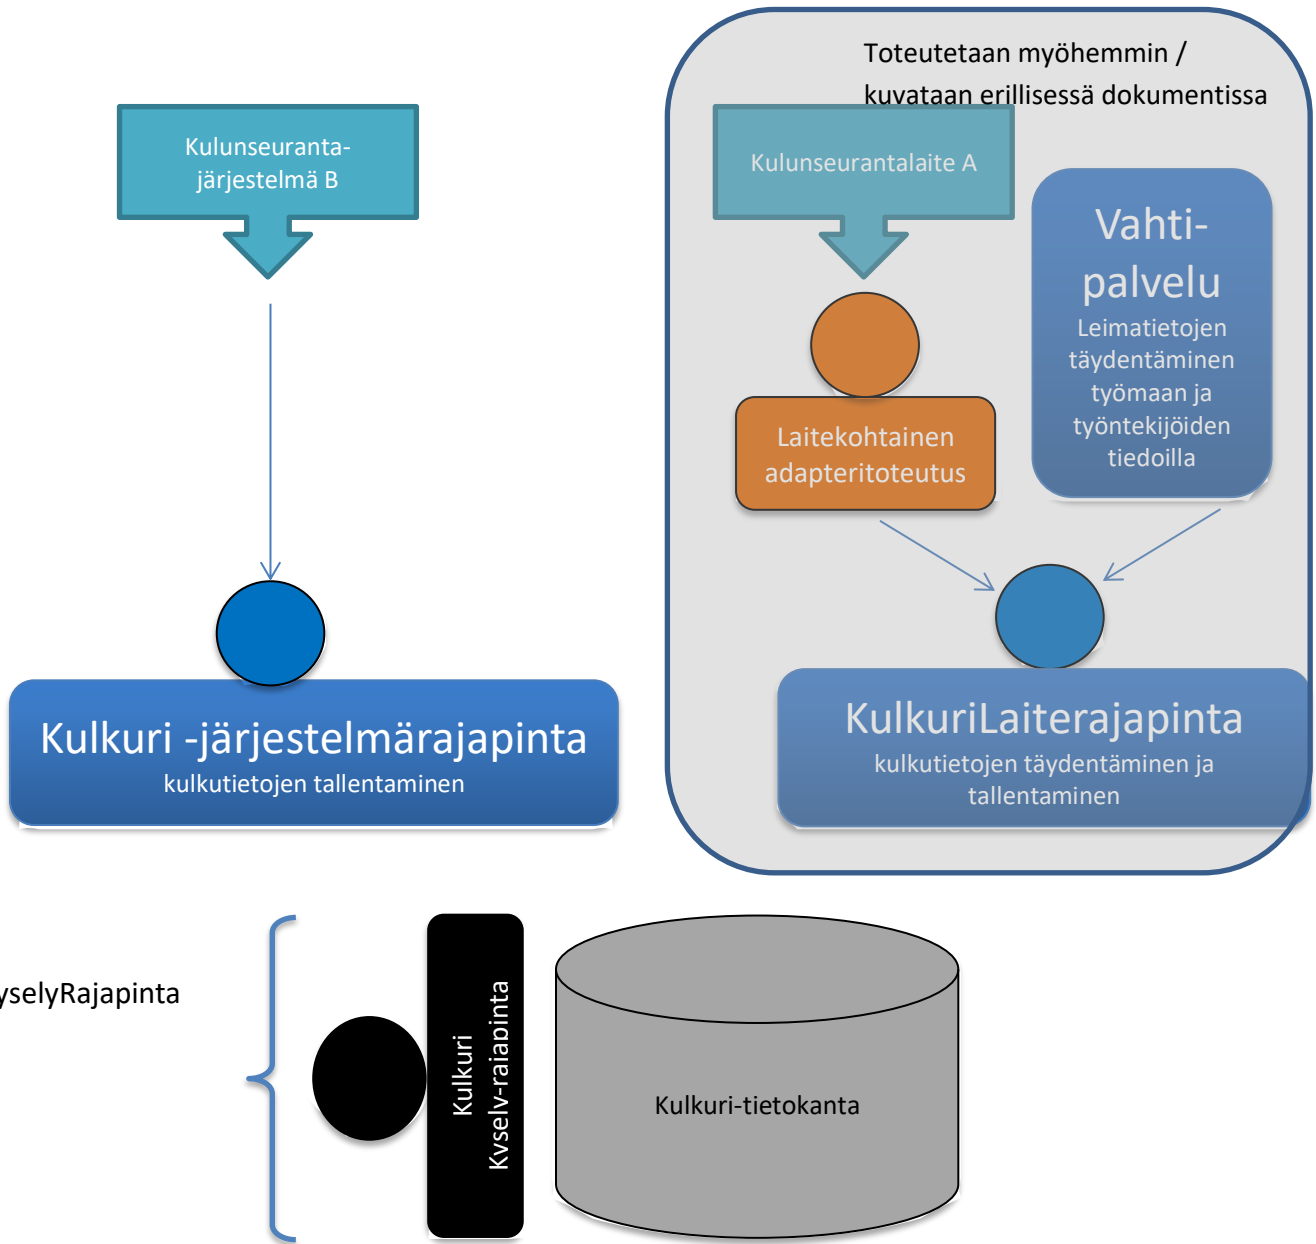 Toteutetaan myöhemmin /
kuvataan erillisessä dokumentissa
Kulunseuranta-
järjestelmä B
Kulunseurantalaite A
Vahti-
palvelu
Leimatietojen
täydentäminen
työmaan ja
työntekijöiden
tiedoilla
Laitekohtainen
adapteritoteutus
Kulkuri -järjestelmärajapinta
kulkutietojen tallentaminen
KulkuriLaiterajapinta
kulkutietojen täydentäminen ja
tallentaminen
yselyRajapinta
Kulkuri
Kysely-rajapinta
Kulkuri-tietokanta